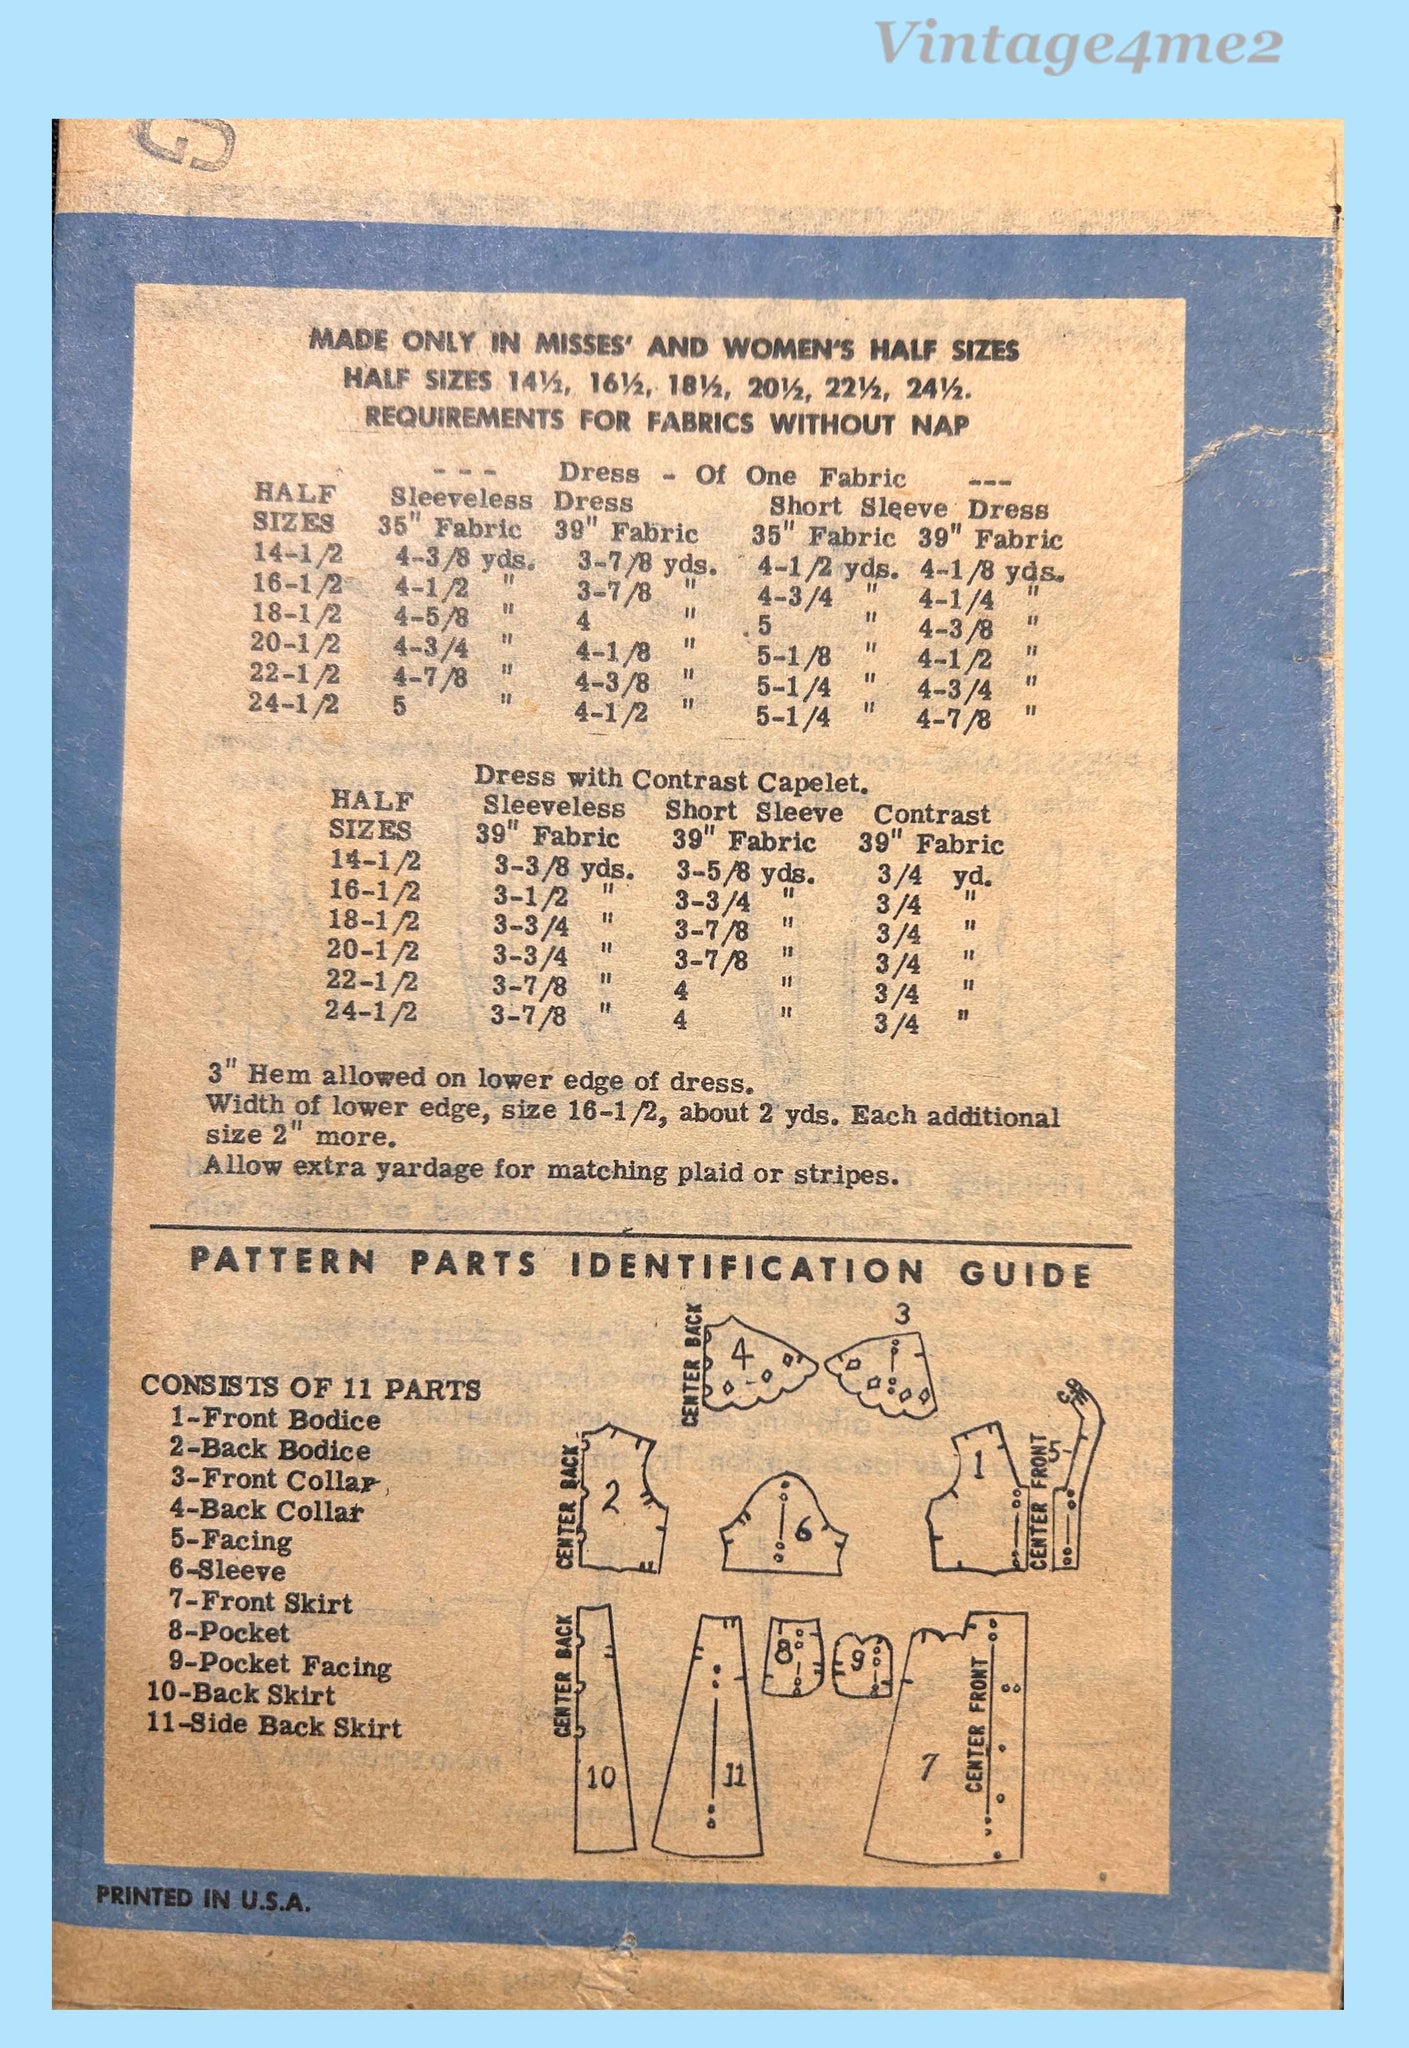 Vintage4me2
G
MADE ONLY IN MISSES' AND WOMEN'S HALF SIZES
HALF SIZES 14½, 16½, 18½, 20½, 22½, 24½.
REQUIREMENTS FOR FABRICS WITHOUT NAP
--- Dress - Of One Fabric ---
HALF Sleeveless Dress Short Sleeve Dress
SIZES 35" Fabric 39" Fabric 35" Fabric 39" Fabric
14-1/2 4-3/8 yds. 3-7/8 yds. 4-1/2 yds. 4-1/8 yds.
16-1/2 4-1/2 " 3-7/8 " 4-3/4 " 4-1/4 "
18-1/2 4-5/8 " 4 " 5 " 4-3/8 "
20-1/2 4-3/4 " 4-1/8 " 5-1/8 " 4-1/2 "
22-1/2 4-7/8 " 4-3/8 " 5-1/4 " 4-3/4 "
24-1/2 5 " 4-1/2 " 5-1/4 " 4-7/8 "
Dress with Contrast Capelet.
HALF Sleeveless Short Sleeve Contrast
SIZES 39" Fabric 39" Fabric 39" Fabric
14-1/2 3-3/8 yds. 3-5/8 yds. 3/4 yd.
16-1/2 3-1/2 " 3-3/4 " 3/4 "
18-1/2 3-3/4 " 3-7/8 " 3/4 "
20-1/2 3-3/4 " 3-7/8 " 3/4 "
22-1/2 3-7/8 " 4 " 3/4 "
24-1/2 3-7/8 " 4 " 3/4 "
3" Hem allowed on lower edge of dress.
Width of lower edge, size 16-1/2, about 2 yds. Each additional
size 2" more.
Allow extra yardage for matching plaid or stripes.
PATTERN PARTS IDENTIFICATION GUIDE
CONSISTS OF 11 PARTS
1-Front Bodice
2-Back Bodice
3-Front Collar
4-Back Collar
5-Facing
6-Sleeve
7-Front Skirt
8-Pocket
9-Pocket Facing
10-Back Skirt
11-Side Back Skirt
CENTER BACK 4 3
CENTER BACK 2 6 1 CENTER FRONT 5 C.B.
CENTER BACK 10 11 8 9 7 CENTER FRONT
PRINTED IN U.S.A.